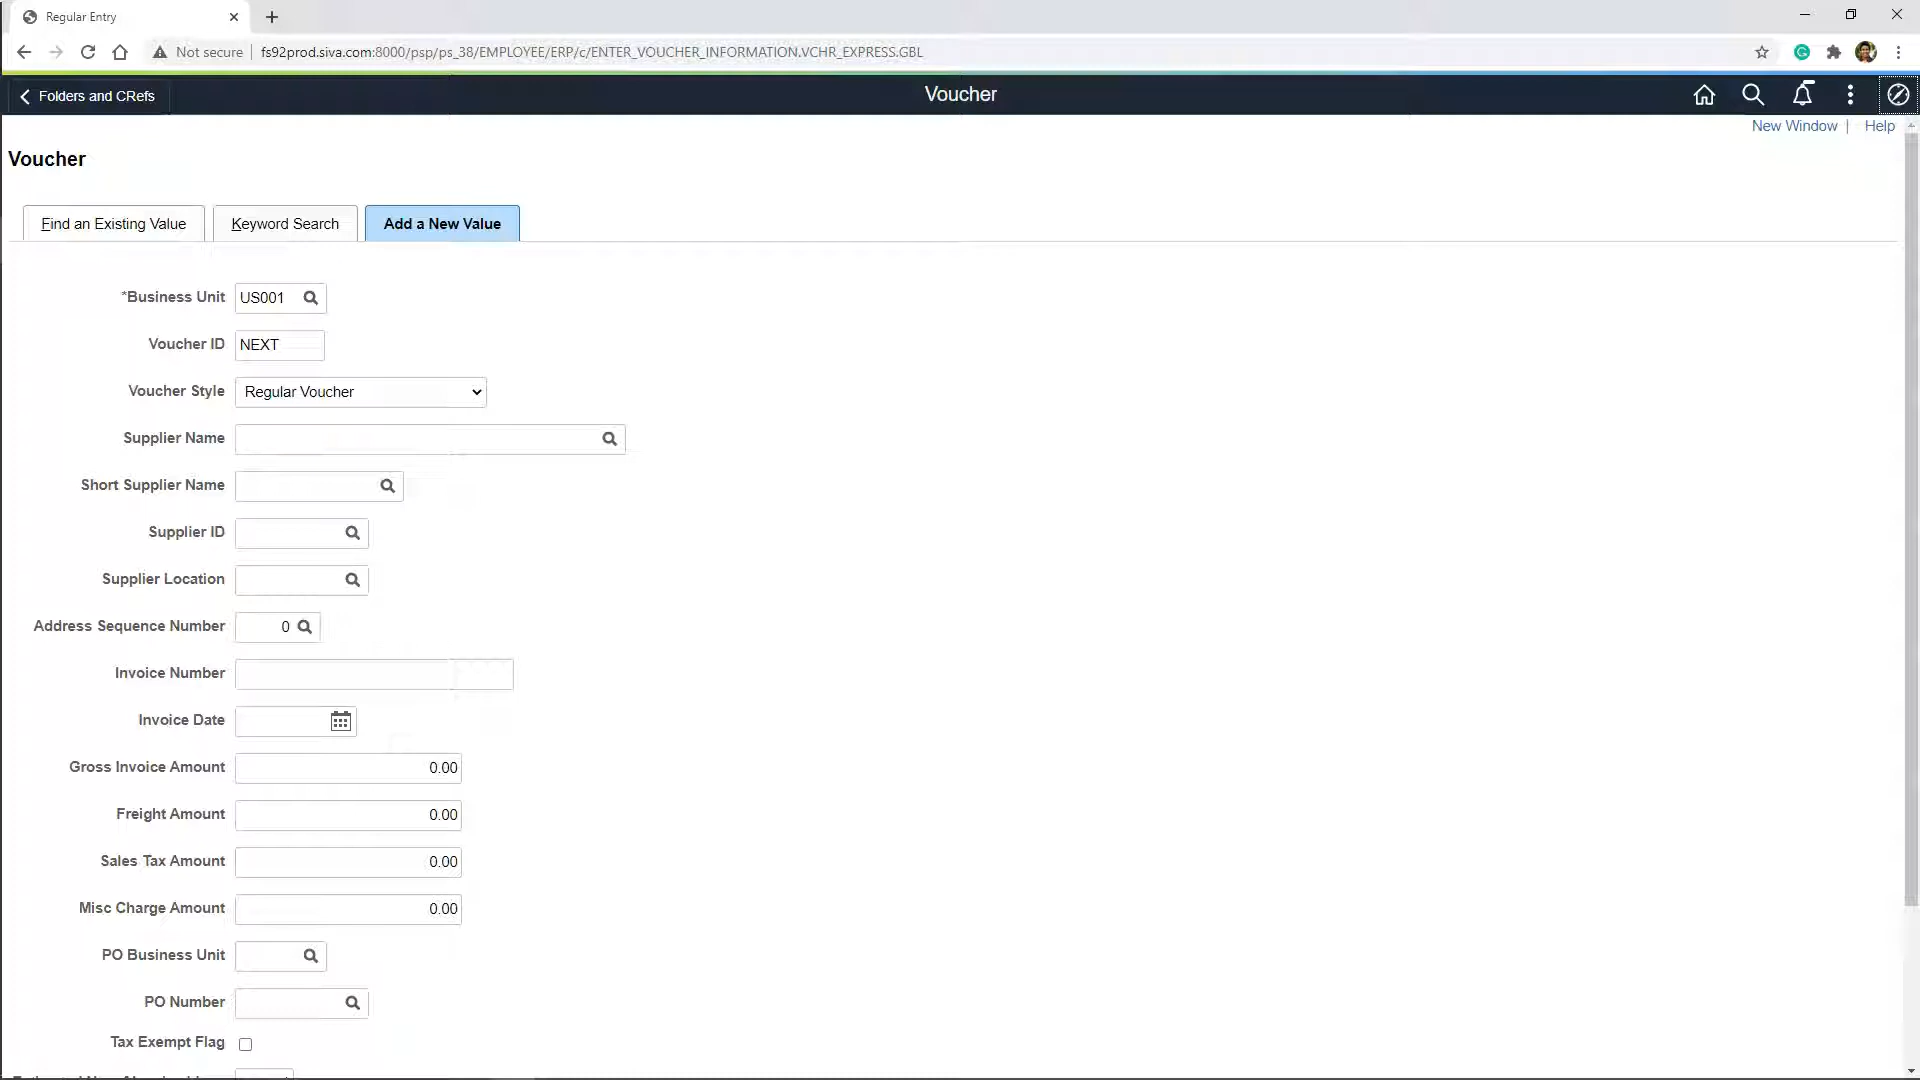 Regular Entry
Not secure
fs92prod.siva.com:8000/psp/ps_38/EMPLOYEE/ERP/c/ENTER_VOUCHER_INFORMATION.VCHR_EXPRESS.GBL
Folders and CRefs
Voucher
New Window | Help
Voucher
Find an Existing Value
Keyword Search
Add a New Value
*Business Unit US001
Voucher ID NEXT
Voucher Style Regular Voucher
Supplier Name
Short Supplier Name
Supplier ID
Supplier Location
Address Sequence Number 0
Invoice Number
Invoice Date
Gross Invoice Amount 0.00
Freight Amount 0.00
Sales Tax Amount 0.00
Misc Charge Amount 0.00
PO Business Unit
PO Number
Tax Exempt Flag